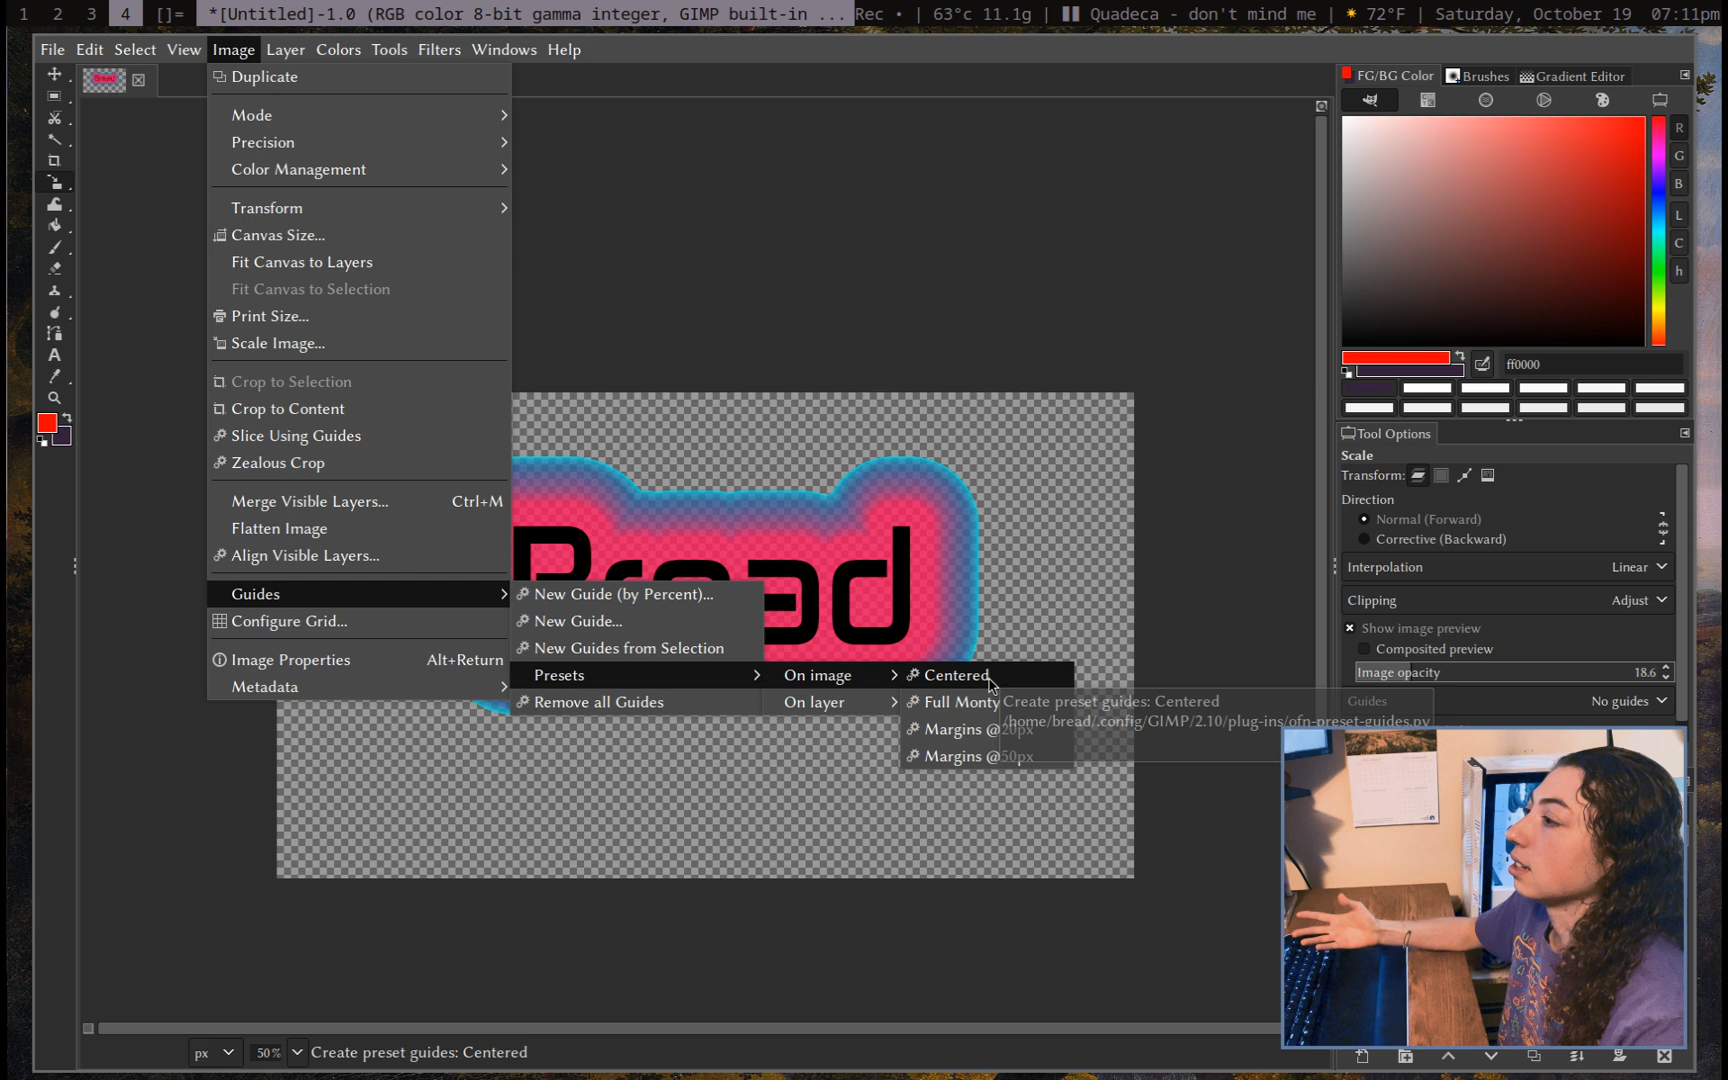 1 2 3 4 []= *[Untitled]-1.0 (RGB color 8-bit gamma integer, GIMP built-in ... Rec • | 63°c 11.1g | Quadeca - don't mind me | 72°F | Saturday, October 19 07:11pm
File Edit Select View Image Layer Colors Tools Filters Windows Help
Duplicate
Mode
Precision
Color Management
Transform
Canvas Size...
Fit Canvas to Layers
Fit Canvas to Selection
Print Size...
Scale Image...
Crop to Selection
Crop to Content
Slice Using Guides
Zealous Crop
Merge Visible Layers... Ctrl+M
Flatten Image
Align Visible Layers...
Guides
Configure Grid...
Image Properties Alt+Return
Metadata
New Guide (by Percent)...
New Guide...
New Guides from Selection
Presets
Remove all Guides
On image
On layer
Centered
Full Monty
Margins @20px
Margins @50px
Create preset guides: Centered
/home/bread/.config/GIMP/2.10/plug-ins/ofn-preset-guides.py
Bread
FG/BG Color Brushes Gradient Editor
R
G
B
L
C
h
ff0000
Tool Options
Scale
Transform:
Direction
Normal (Forward)
Corrective (Backward)
Interpolation Linear
Clipping Adjust
Show image preview
Composited preview
Image opacity 18.6
Guides No guides
px 50% Create preset guides: Centered